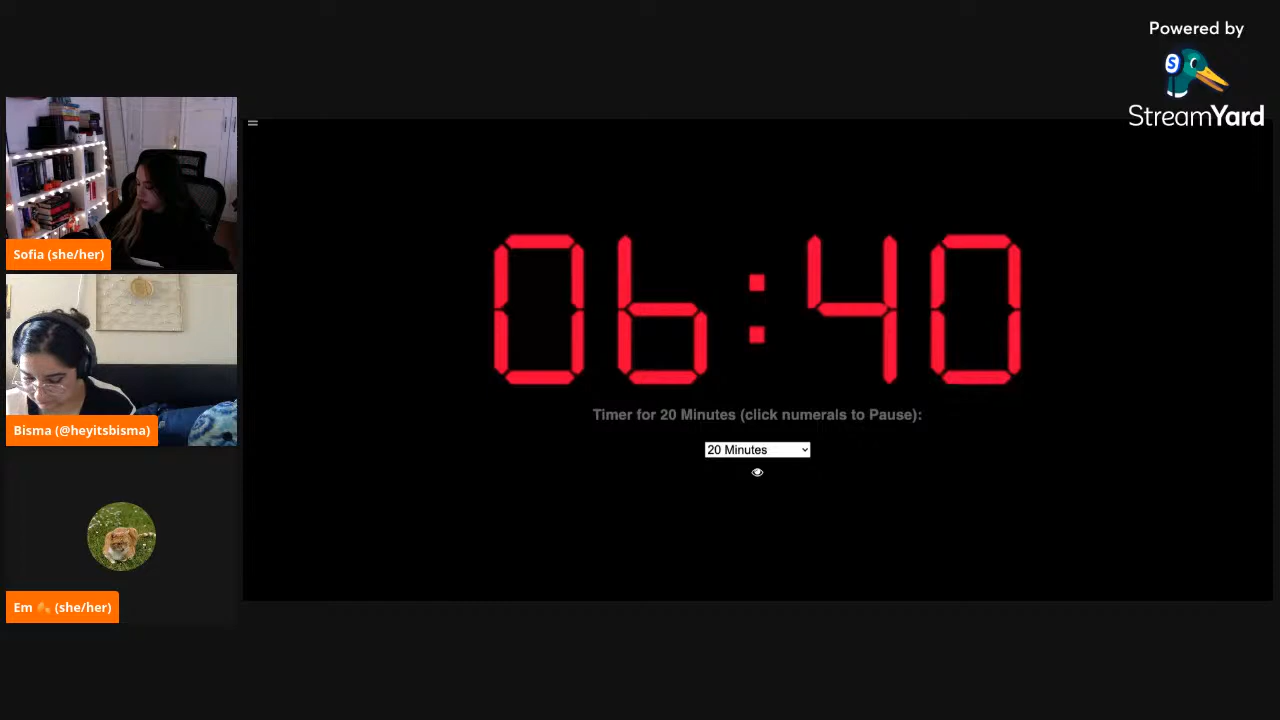 Powered by
StreamYard
Sofia (she/her)
Bisma (@heyitsbisma)
Em 🍂 (she/her)
06:40
Timer for 20 Minutes (click numerals to Pause):
20 Minutes